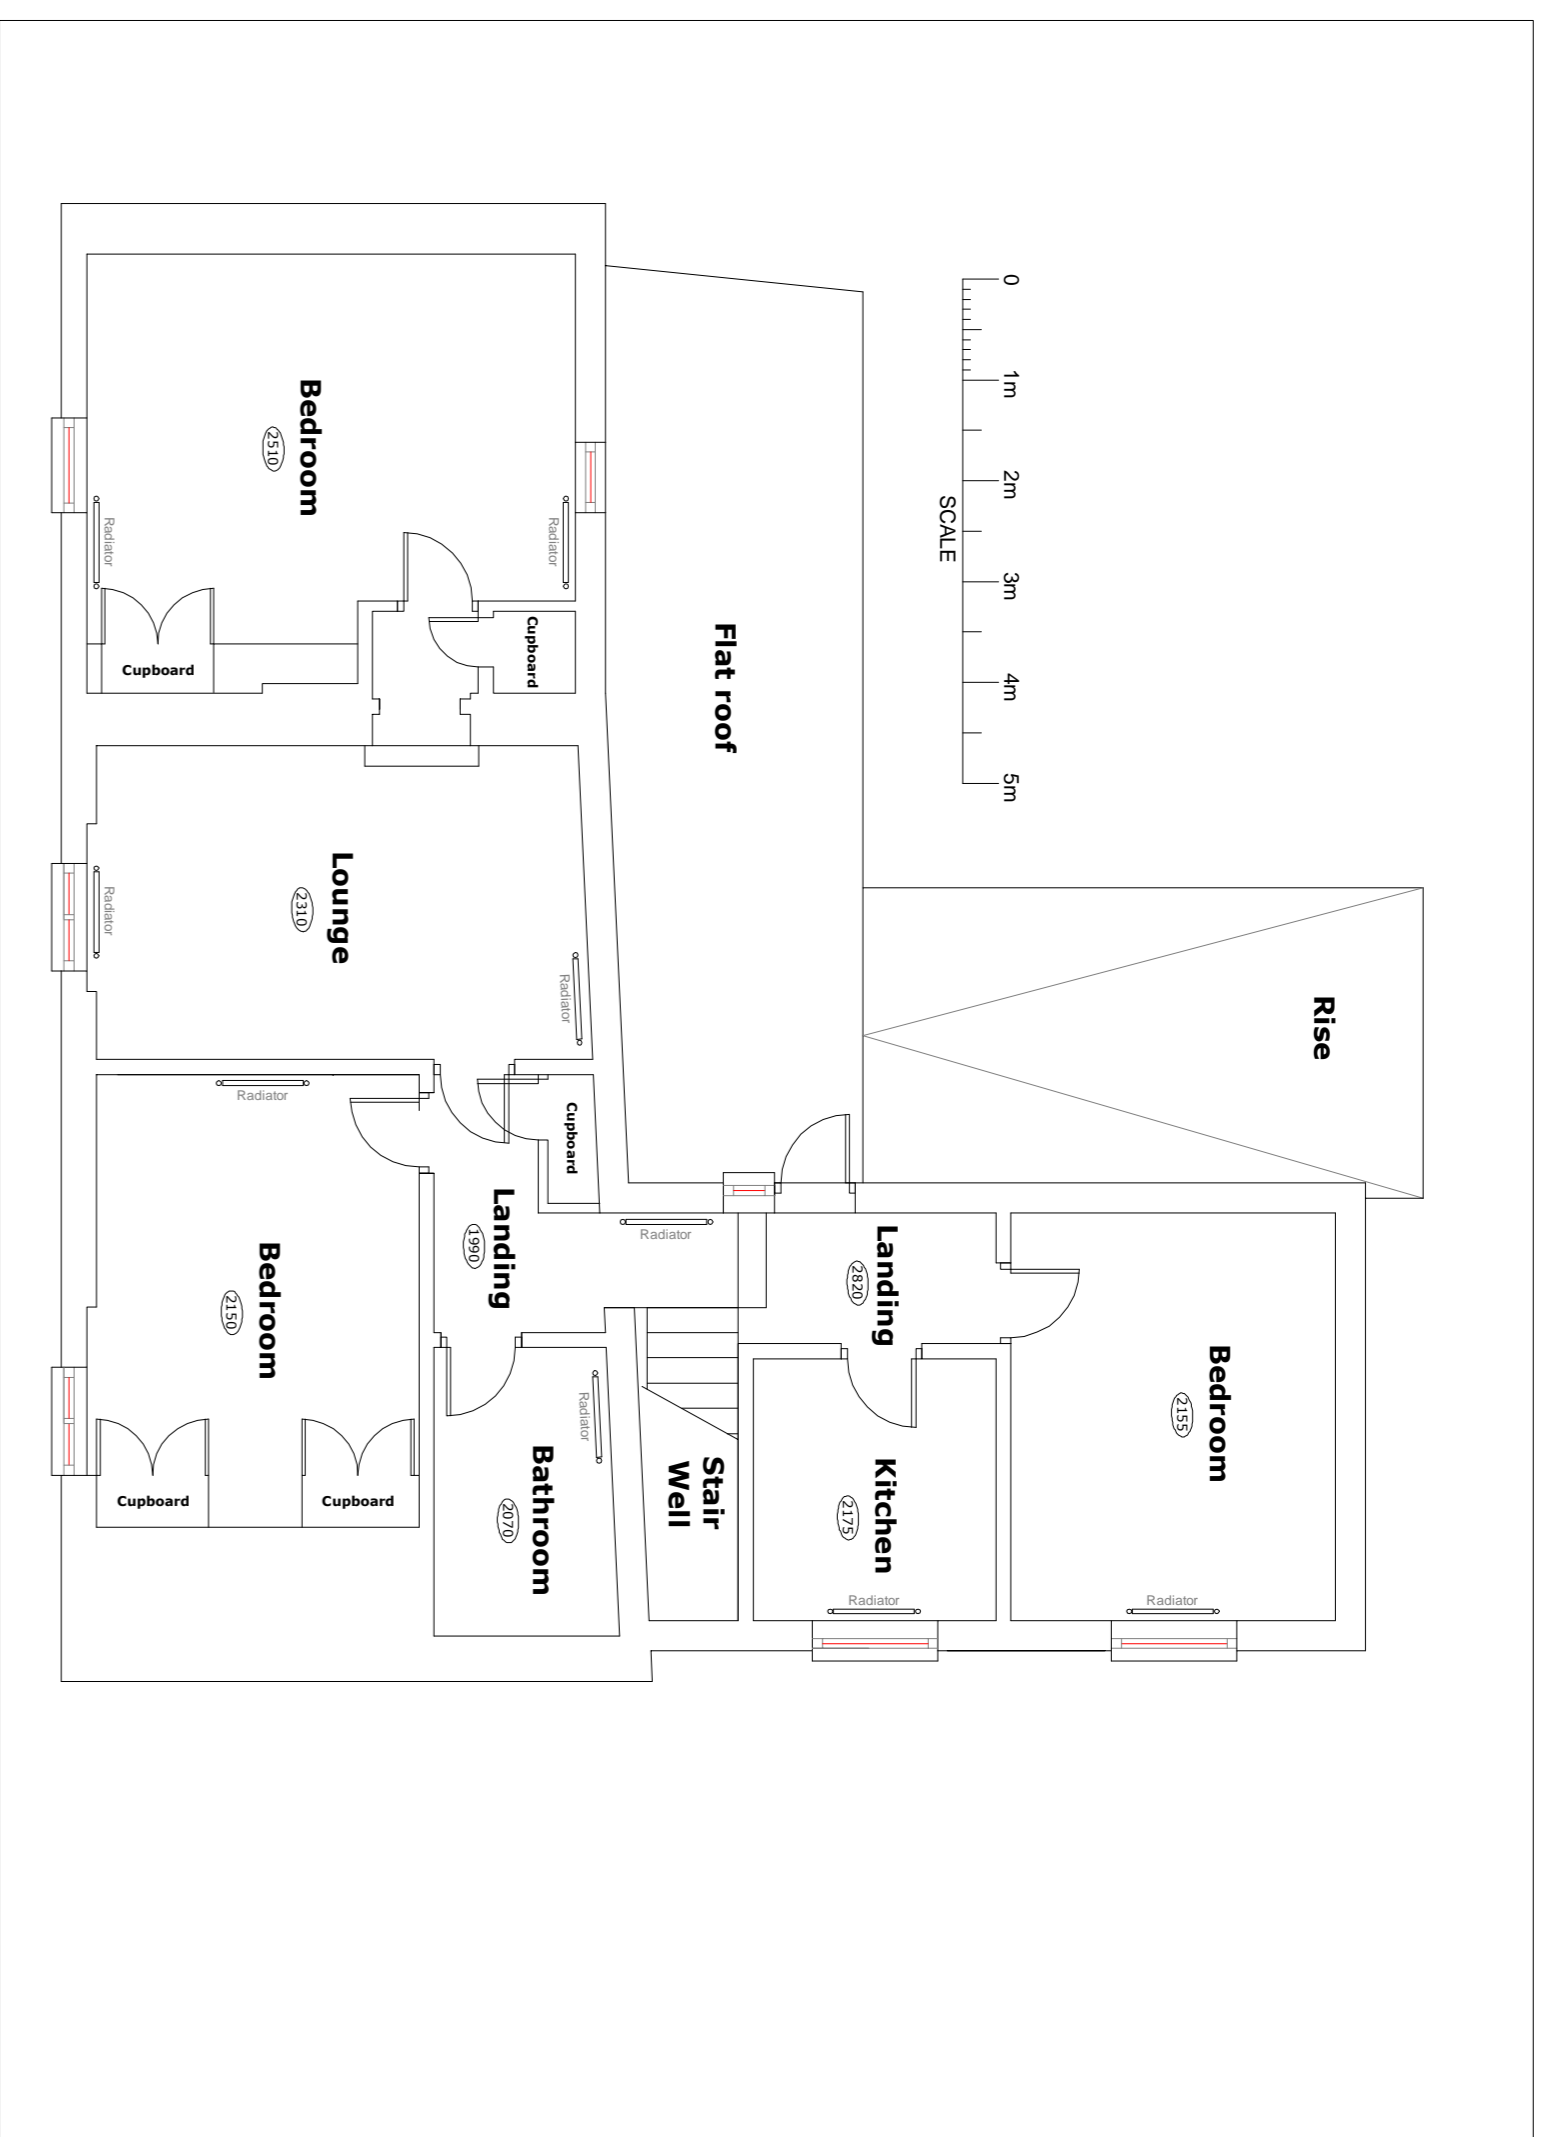 0
1m
2m
3m
4m
5m
SCALE
Rise
Flat roof
Bedroom
2510
Radiator
Radiator
Cupboard
Cupboard
Lounge
2310
Radiator
Radiator
Cupboard
Landing
1990
Radiator
Landing
2820
Bedroom
2155
Radiator
Kitchen
2175
Radiator
Stair
Well
Bathroom
2070
Radiator
Bedroom
2150
Radiator
Cupboard
Cupboard